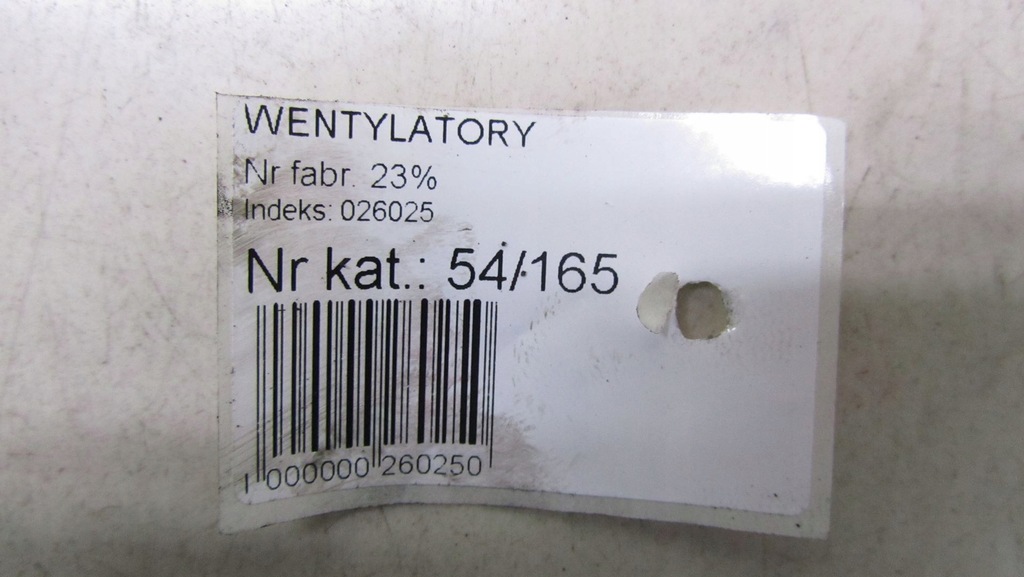 WENTYLATORY
Nr fabr. 23%
Indeks: 026025
Nr kat.: 54/165
000000 260250